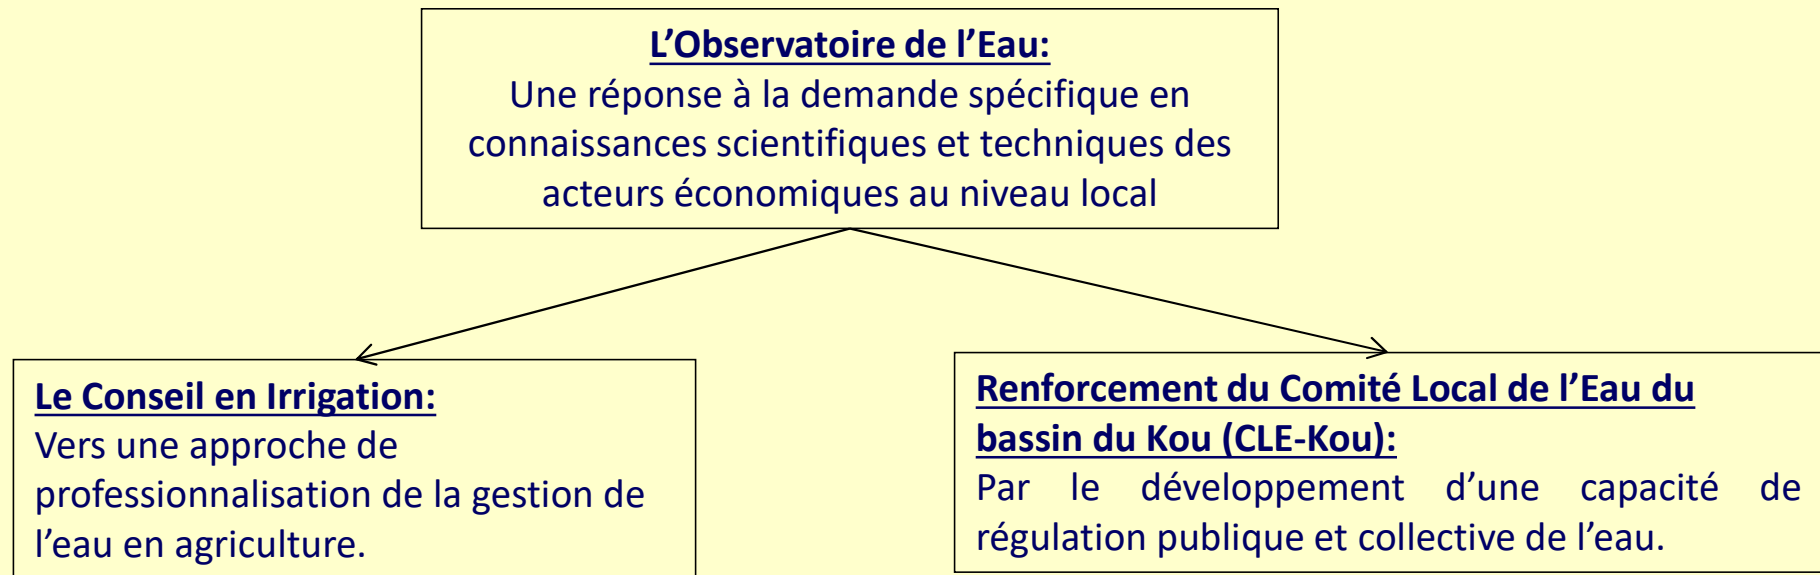 L’Observatoire de l’Eau:
Une réponse à la demande spécifique en
connaissances scientifiques et techniques des
acteurs économiques au niveau local
Le Conseil en Irrigation:
Vers une approche de
professionnalisation de la gestion de
l’eau en agriculture.
Renforcement du Comité Local de l’Eau du
bassin du Kou (CLE-Kou):
Par le développement d’une capacité de
régulation publique et collective de l’eau.